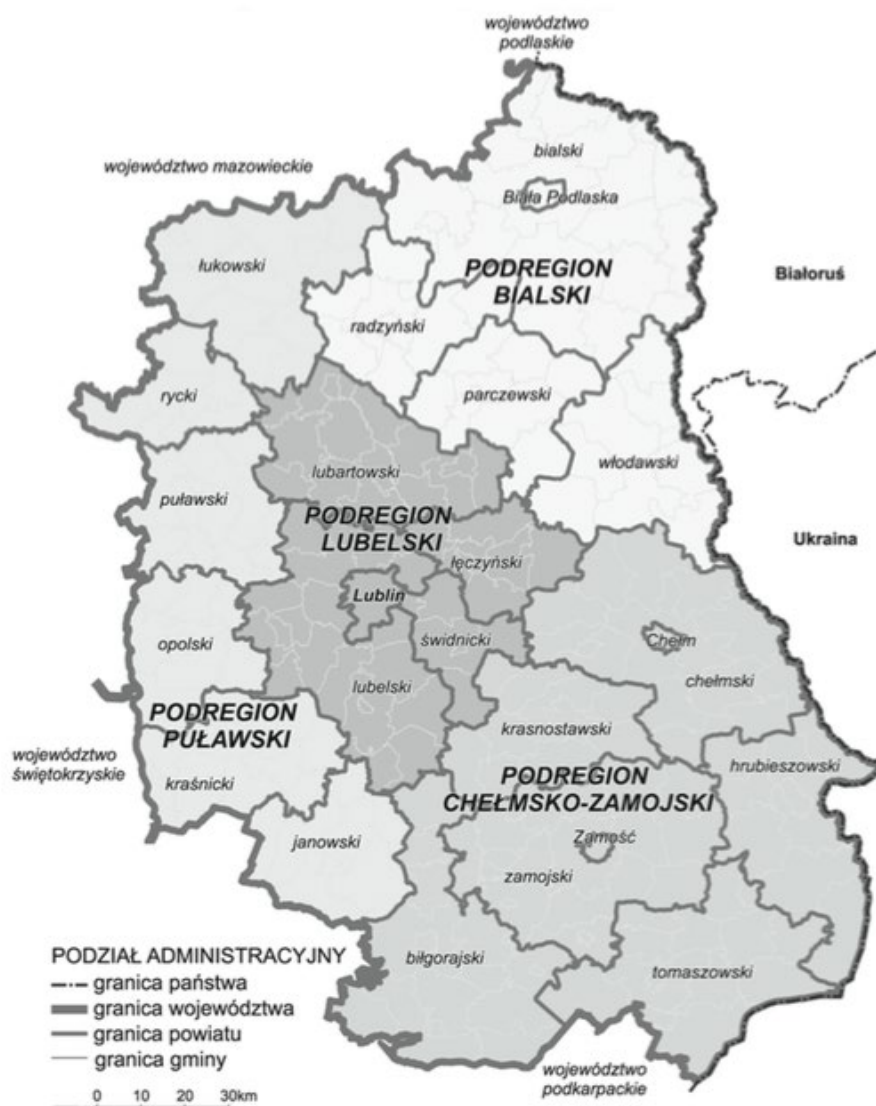 województwo
podlaskie
województwo mazowieckie
bialski
Biała Podlaska
łukowski
PODREGION
BIALSKI
Białoruś
radzyński
rycki
parczewski
lubartowski
włodawski
puławski
PODREGION
LUBELSKI
Ukraina
łęczyński
Lublin
opolski
świdnicki
Chełm
lubelski
chełmski
PODREGION
PUŁAWSKI
krasnostawski
województwo
świętokrzyskie
hrubieszowski
kraśnicki
PODREGION
CHEŁMSKO-ZAMOJSKI
janowski
Zamość
zamojski
PODZIAŁ ADMINISTRACYJNY
granica państwa
granica województwa
granica powiatu
granica gminy
biłgorajski
tomaszowski
województwo
podkarpackie
0 10 20 30km